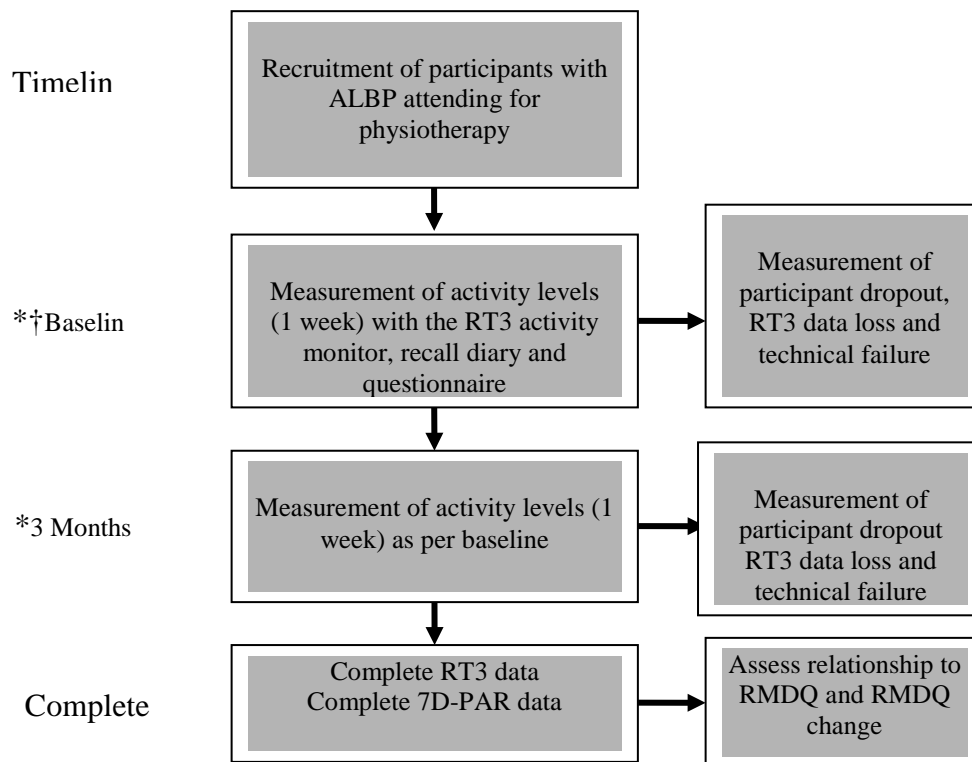 Timelin
Recruitment of participants with
ALBP attending for
physiotherapy
*†Baselin
Measurement of activity levels
(1 week) with the RT3 activity
monitor, recall diary and
questionnaire
Measurement of
participant dropout,
RT3 data loss and
technical failure
*3 Months
Measurement of activity levels (1
week) as per baseline
Measurement of
participant dropout
RT3 data loss and
technical failure
Complete
Complete RT3 data
Complete 7D-PAR data
Assess relationship to
RMDQ and RMDQ
change